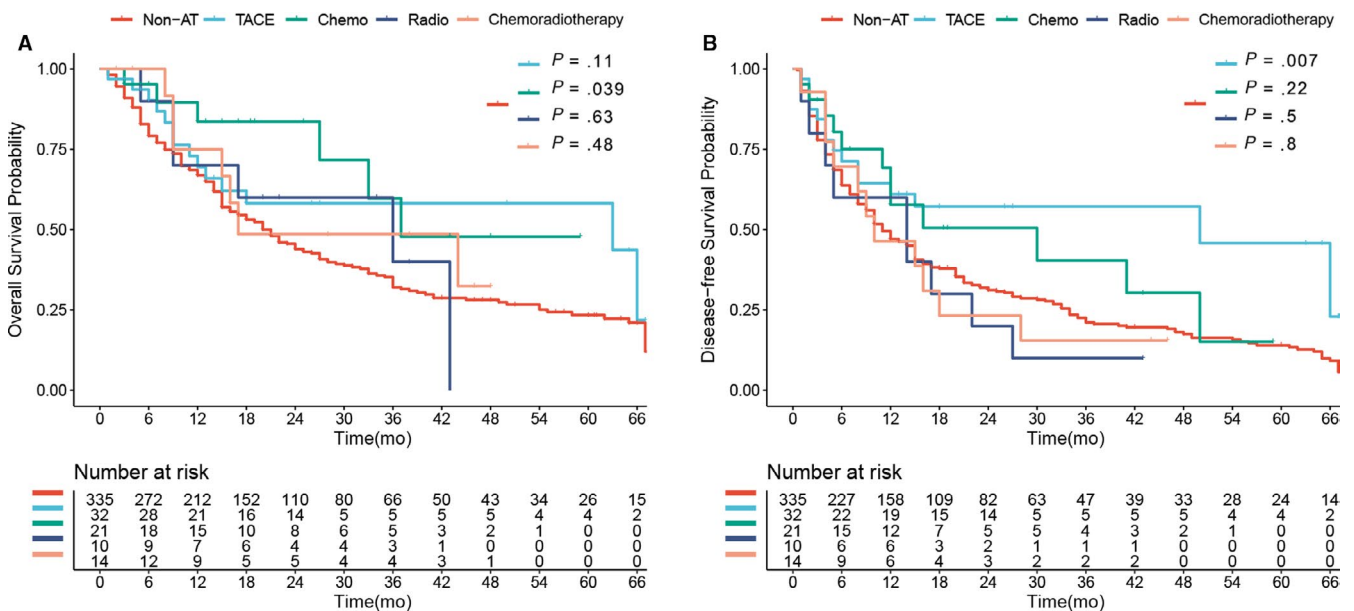 Non-AT TACE Chemo Radio Chemoradiotherapy
A
P = .11
P = .039
P = .63
P = .48
Overall Survival Probability
1.00
0.75
0.50
0.25
0.00
0 6 12 18 24 30 36 42 48 54 60 66
Time(mo)
Number at risk
335 272 212 152 110 80 66 50 43 34 26 15
32 28 21 16 14 5 5 5 5 4 4 2
21 18 15 10 8 6 5 3 2 1 0 0
10 9 7 6 4 4 3 1 0 0 0 0
14 12 9 5 5 4 4 3 1 0 0 0
0 6 12 18 24 30 36 42 48 54 60 66
Time(mo)
Non-AT TACE Chemo Radio Chemoradiotherapy
B
P = .007
P = .22
P = .5
P = .8
Disease-free Survival Probability
1.00
0.75
0.50
0.25
0.00
0 6 12 18 24 30 36 42 48 54 60 66
Time(mo)
Number at risk
335 227 158 109 82 63 47 39 33 28 24 14
32 22 19 15 14 5 5 5 5 4 4 2
21 15 12 7 5 5 4 3 2 1 0 0
10 6 6 3 2 1 1 1 0 0 0 0
14 9 6 4 3 2 2 2 0 0 0 0
0 6 12 18 24 30 36 42 48 54 60 66
Time(mo)